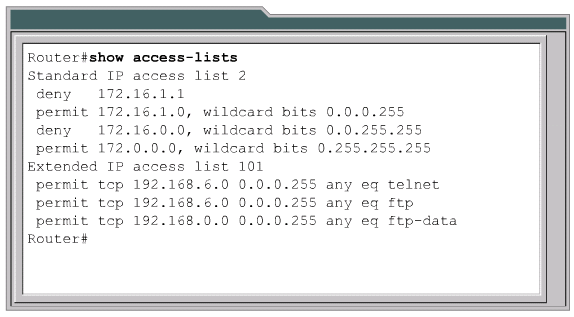 Router#show access-lists
Standard IP access list 2
deny 172.16.1.1
permit 172.16.1.0, wildcard bits 0.0.0.255
deny 172.16.0.0, wildcard bits 0.0.255.255
permit 172.0.0.0, wildcard bits 0.255.255.255
Extended IP access list 101
permit tcp 192.168.6.0 0.0.0.255 any eq telnet
permit tcp 192.168.6.0 0.0.0.255 any eq ftp
permit tcp 192.168.0.0 0.0.0.255 any eq ftp-data
Router#